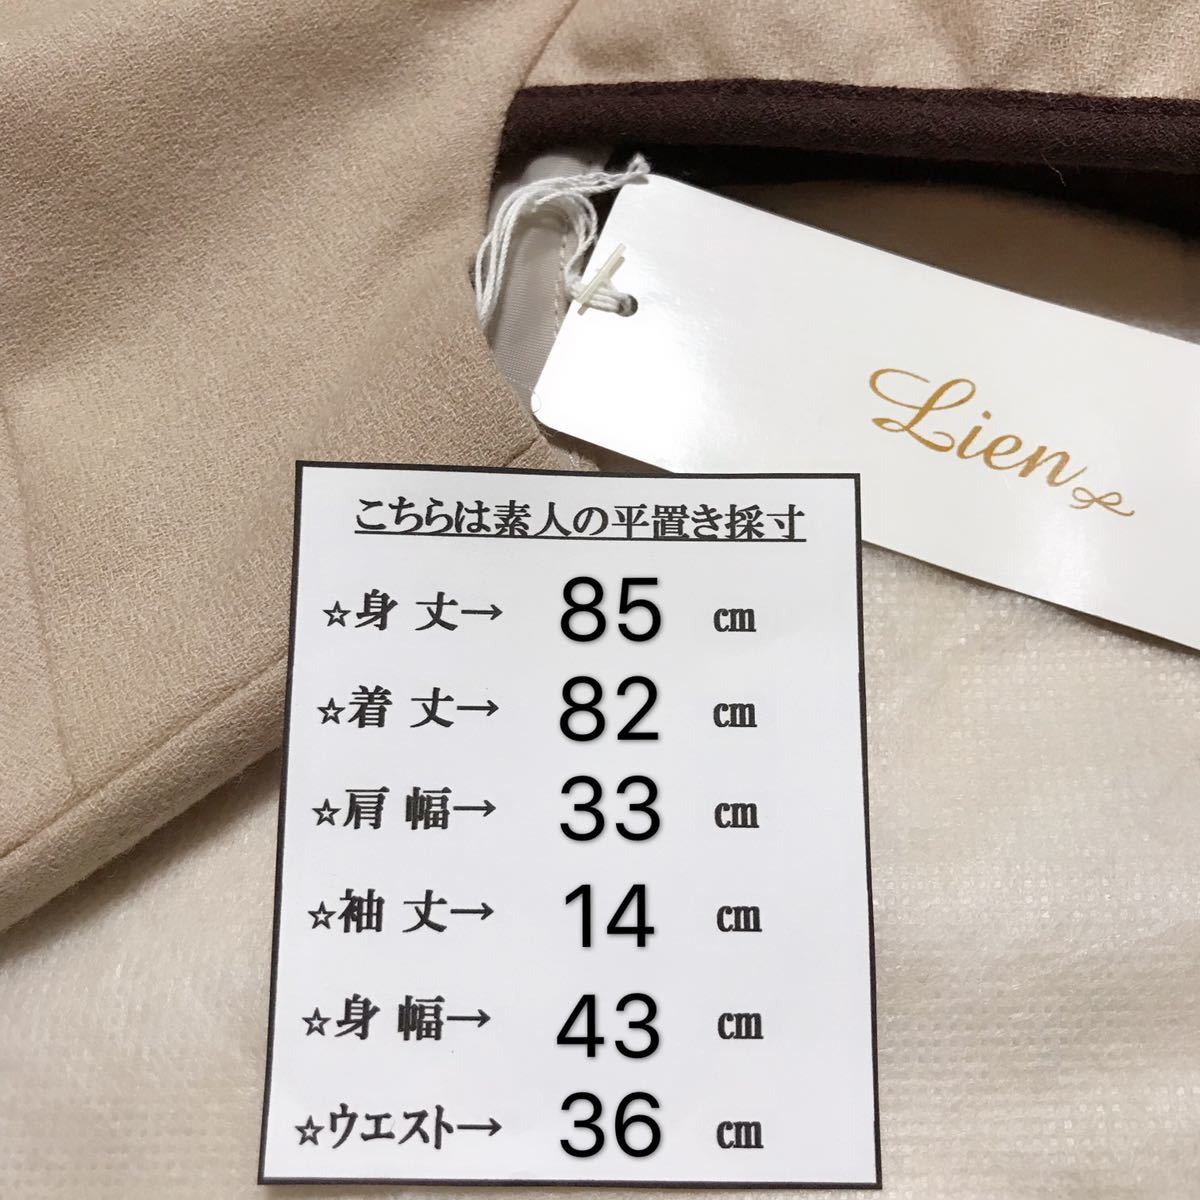 Lien
こちらは素人の平置き採寸
☆身 丈→ 85 ㎝
☆着 丈→ 82 ㎝
☆肩 幅→ 33 ㎝
☆袖 丈→ 14 ㎝
☆身 幅→ 43 ㎝
☆ウエスト→ 36 ㎝